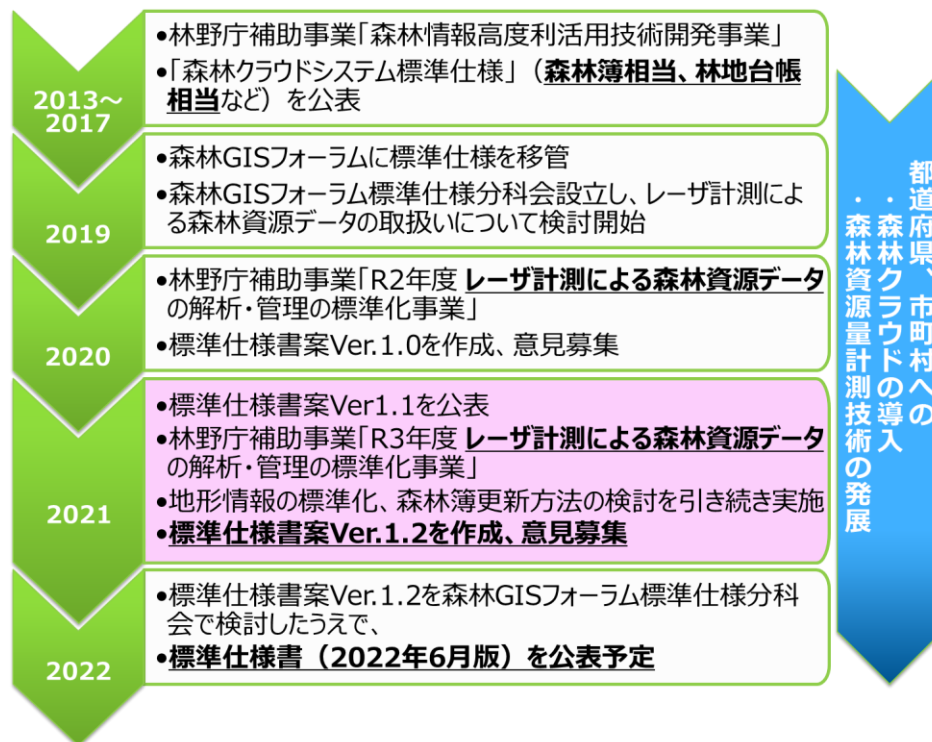 2013～
2017
•林野庁補助事業「森林情報高度利活用技術開発事業」
•「森林クラウドシステム標準仕様」（森林簿相当、林地台帳
相当など）を公表
2019
•森林GISフォーラムに標準仕様を移管
•森林GISフォーラム標準仕様分科会設立し、レーザ計測によ
る森林資源データの取扱いについて検討開始
2020
•林野庁補助事業「R2年度 レーザ計測による森林資源データ
の解析・管理の標準化事業」
•標準仕様書案Ver.1.0を作成、意見募集
2021
•標準仕様書案Ver1.1を公表
•林野庁補助事業「R3年度 レーザ計測による森林資源データ
の解析・管理の標準化事業」
•地形情報の標準化、森林簿更新方法の検討を引き続き実施
•標準仕様書案Ver.1.2を作成、意見募集
2022
•標準仕様書案Ver.1.2を森林GISフォーラム標準仕様分科
会で検討したうえで、
•標準仕様書（2022年6月版）を公表予定
都道府県、市町村への
・森林クラウドの導入
・森林資源量計測技術の発展